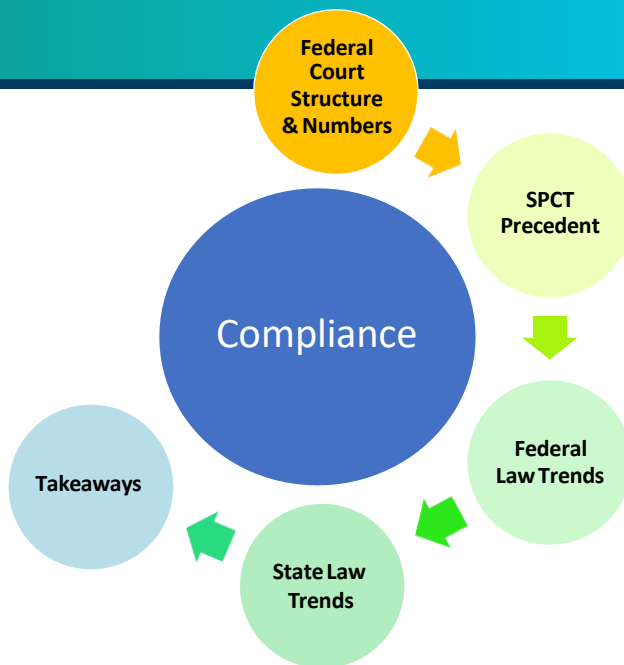 Federal
Court
Structure
& Numbers
SPCT
Precedent
Compliance
Federal
Law Trends
State Law
Trends
Takeaways